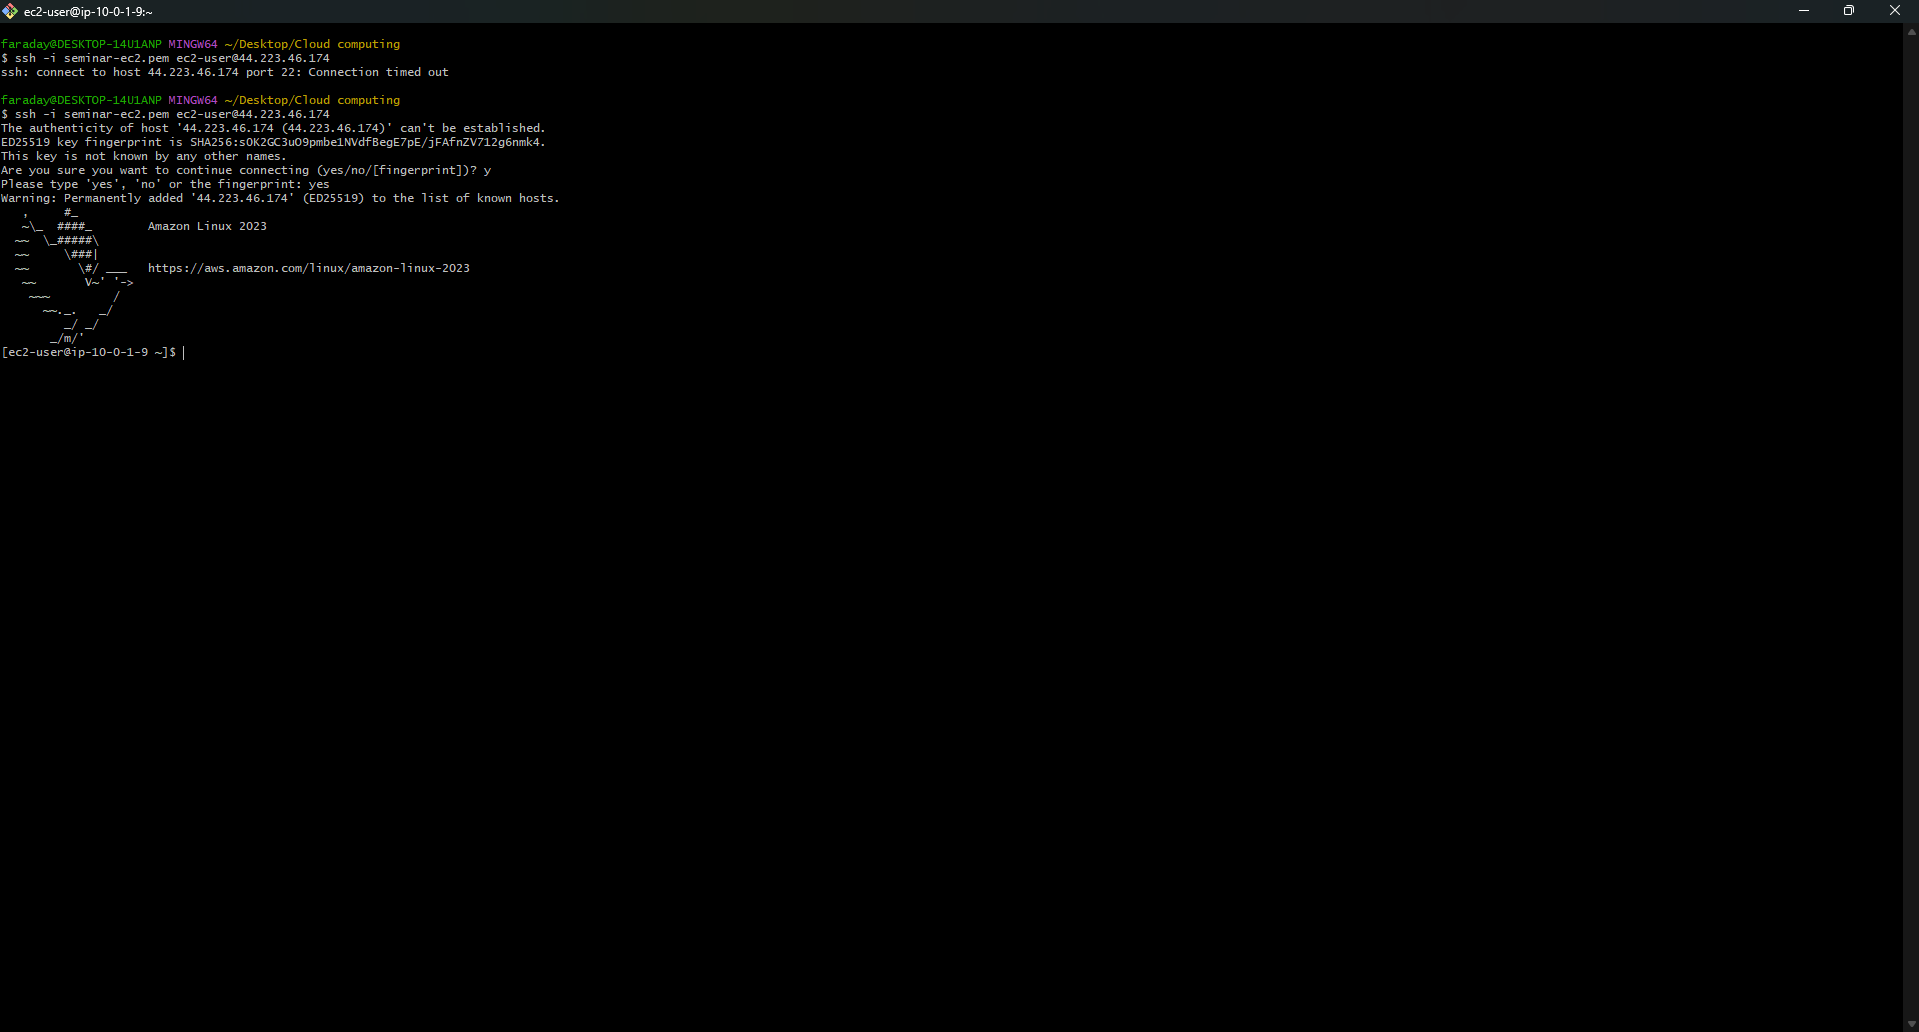 ec2-user@ip-10-0-1-9:~
faraday@DESKTOP-14U1ANP MINGW64 ~/Desktop/Cloud computing
$ ssh -i seminar-ec2.pem ec2-user@44.223.46.174
ssh: connect to host 44.223.46.174 port 22: Connection timed out
faraday@DESKTOP-14U1ANP MINGW64 ~/Desktop/Cloud computing
$ ssh -i seminar-ec2.pem ec2-user@44.223.46.174
The authenticity of host '44.223.46.174 (44.223.46.174)' can't be established.
ED25519 key fingerprint is SHA256:sOK2GC3uO9pmbe1NVdfBegE7pE/jFAfnZV712g6nmk4.
This key is not known by any other names.
Are you sure you want to continue connecting (yes/no/[fingerprint])? y
Please type 'yes', 'no' or the fingerprint: yes
Warning: Permanently added '44.223.46.174' (ED25519) to the list of known hosts.
   ,     #_
   ~\_  ####_        Amazon Linux 2023
  ~~  \_#####\
  ~~     \###|
  ~~       \#/ ___   https://aws.amazon.com/linux/amazon-linux-2023
   ~~       V~' '->
    ~~~         /
      ~~._.   _/
         _/ _/
       _/m/'
[ec2-user@ip-10-0-1-9 ~]$